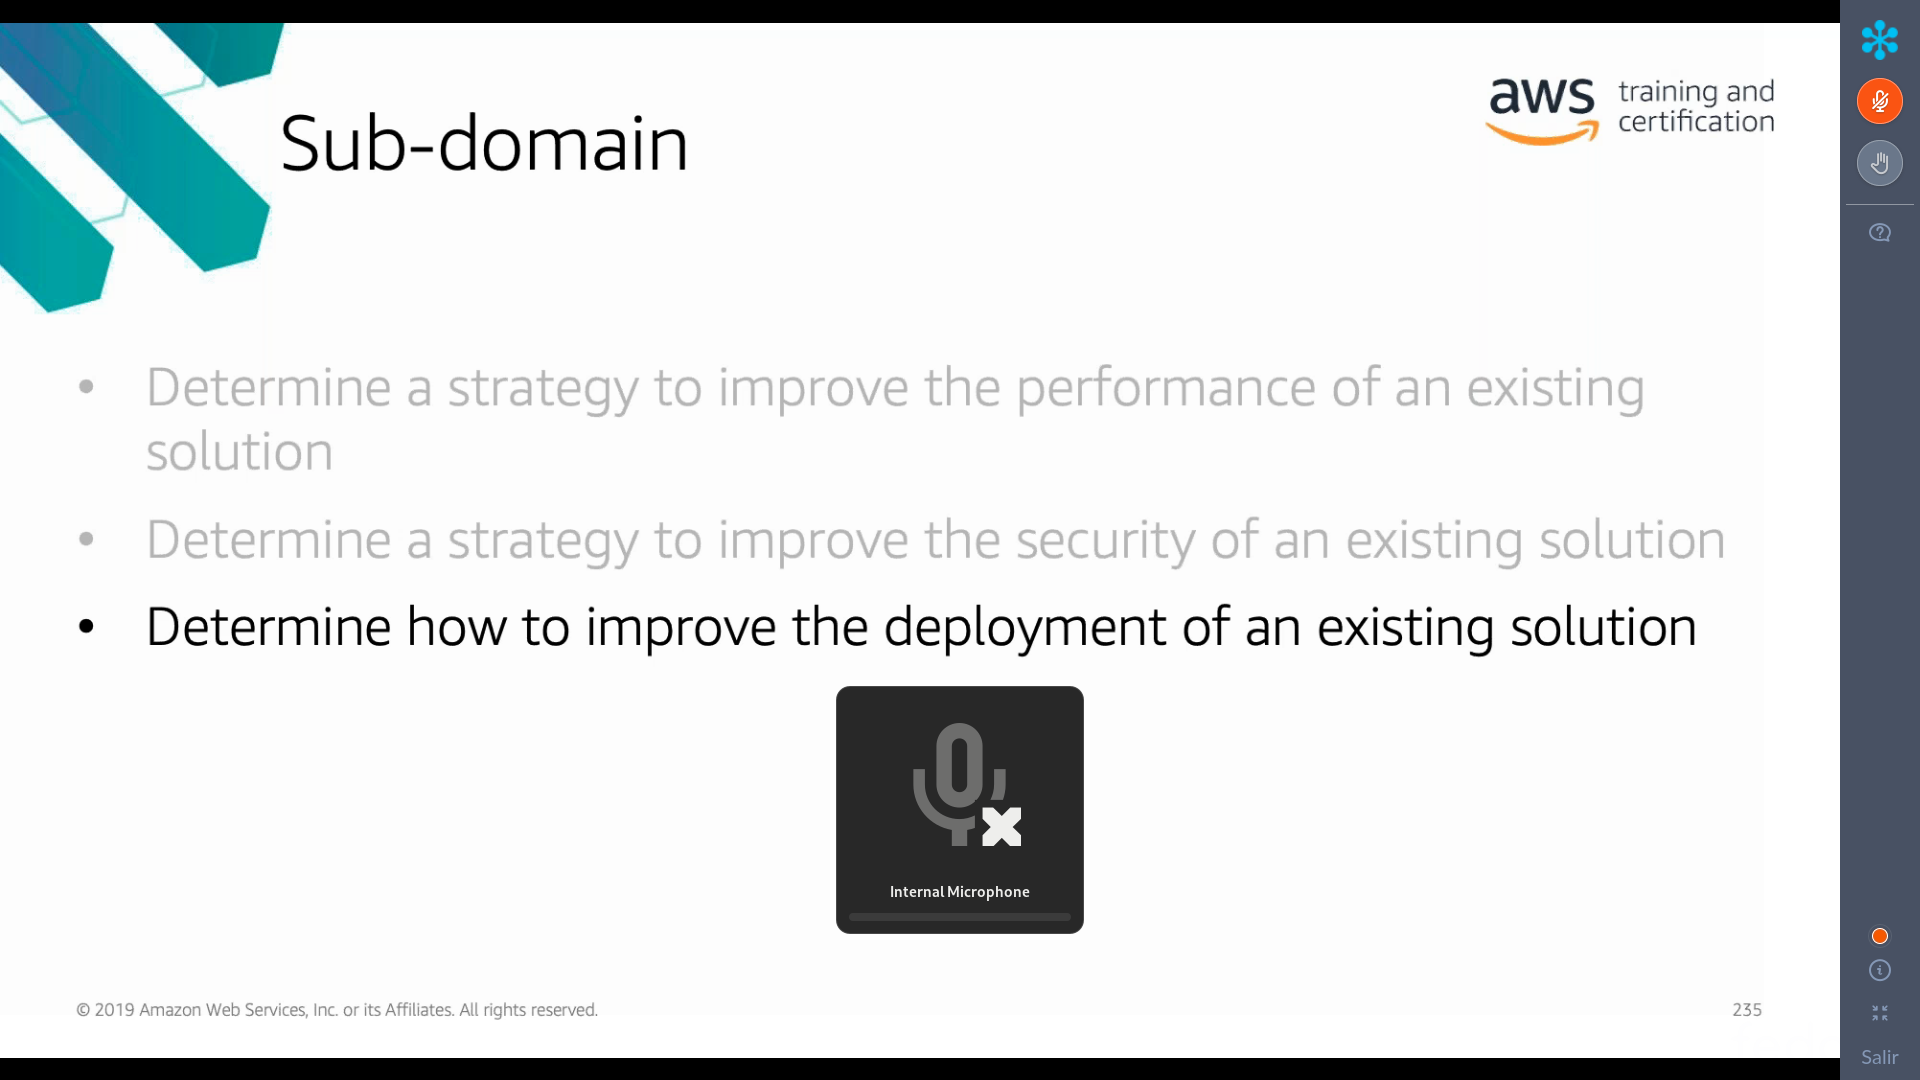 Sub-domain
aws training and
certification
• Determine a strategy to improve the performance of an existing
solution
• Determine a strategy to improve the security of an existing solution
• Determine how to improve the deployment of an existing solution
Internal Microphone
© 2019 Amazon Web Services, Inc. or its Affiliates. All rights reserved.
235
Salir